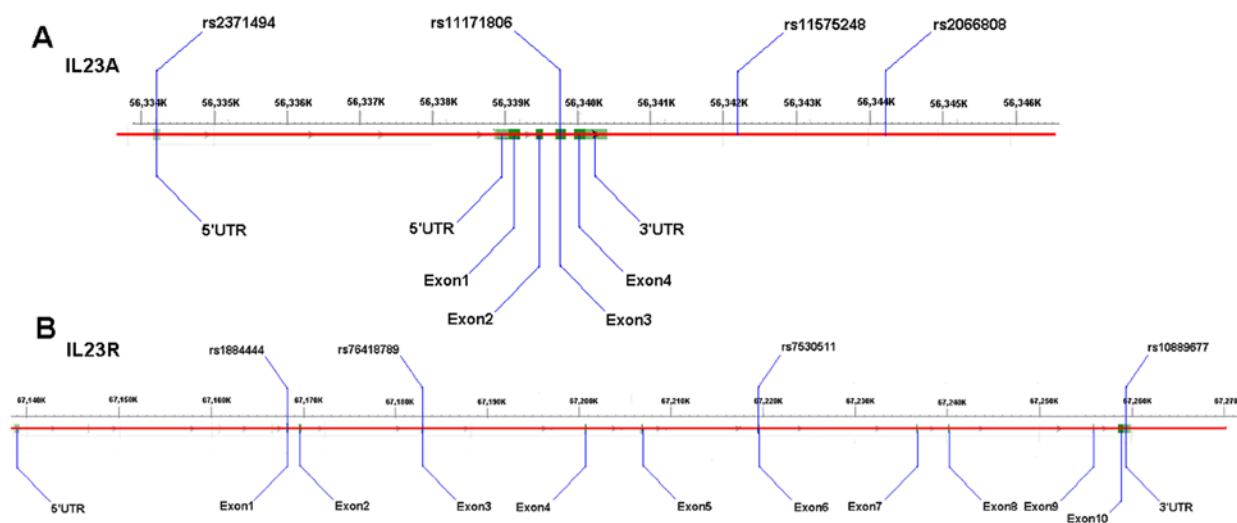 A
IL23A
rs2371494 rs11171806 rs11575248 rs2066808
56,334K 56,335K 56,336K 56,337K 56,338K 56,339K 56,340K 56,341K 56,342K 56,343K 56,344K 56,345K 56,346K
5'UTR 5'UTR 3'UTR
Exon1 Exon4
Exon2 Exon3
B
IL23R
rs1884444 rs76418789 rs7530511 rs10889677
67,140K 67,150K 67,160K 67,170K 67,180K 67,190K 67,200K 67,210K 67,220K 67,230K 67,240K 67,250K 67,260K 67,270
5'UTR Exon1 Exon2 Exon3 Exon4 Exon5 Exon6 Exon7 Exon8 Exon9 3'UTR
Exon10